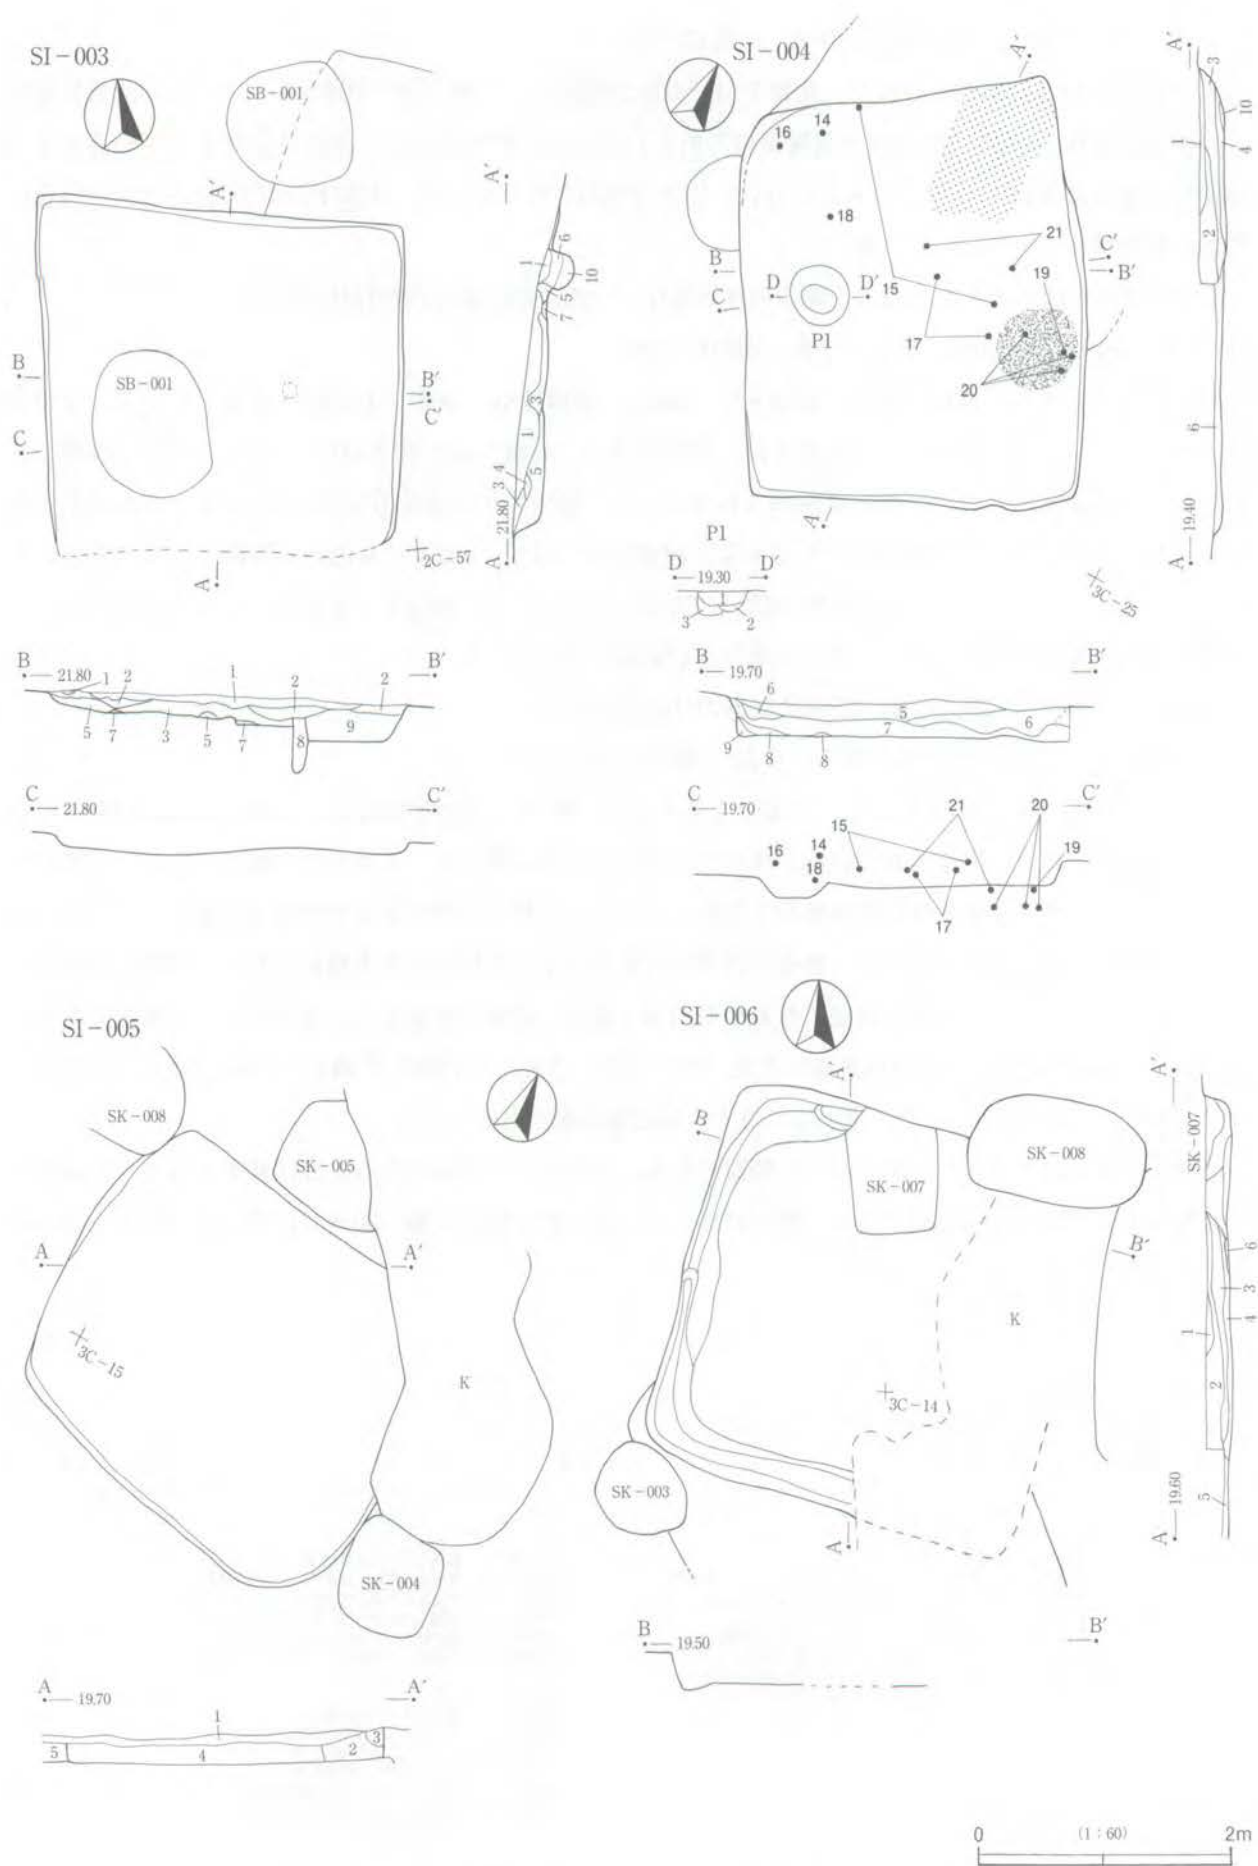 SI-003
SB-001
A'
B
SB-001
B'
C'
C
A
2C-57
A'
6
1
10
5
7
3
1
4
5
3
21.80
A
B
21.80
1
2
1
2
2
B'
5
7
3
5
7
8
9
C
21.80
C'
SI-004
A'
16
14
18
21
19
15
17
20
B
C
D
D'
P1
C'
B'
A
3C-25
A'
3
10
1
4
2
6
19.40
A
P1
D
19.30
D'
3
2
B
19.70
B'
6
5
7
6
9
8
8
C
19.70
C'
16
14
18
15
21
20
17
19
SI-005
SK-008
SK-005
A
A'
3C-15
K
SK-004
A
19.70
A'
1
5
4
2
3
SI-006
A'
B
SK-008
SK-007
B'
K
3C-14
SK-003
A
A'
SK-007
6
3
1
4
2
5
19.60
A
B
19.50
B'
0
(1:60)
2m